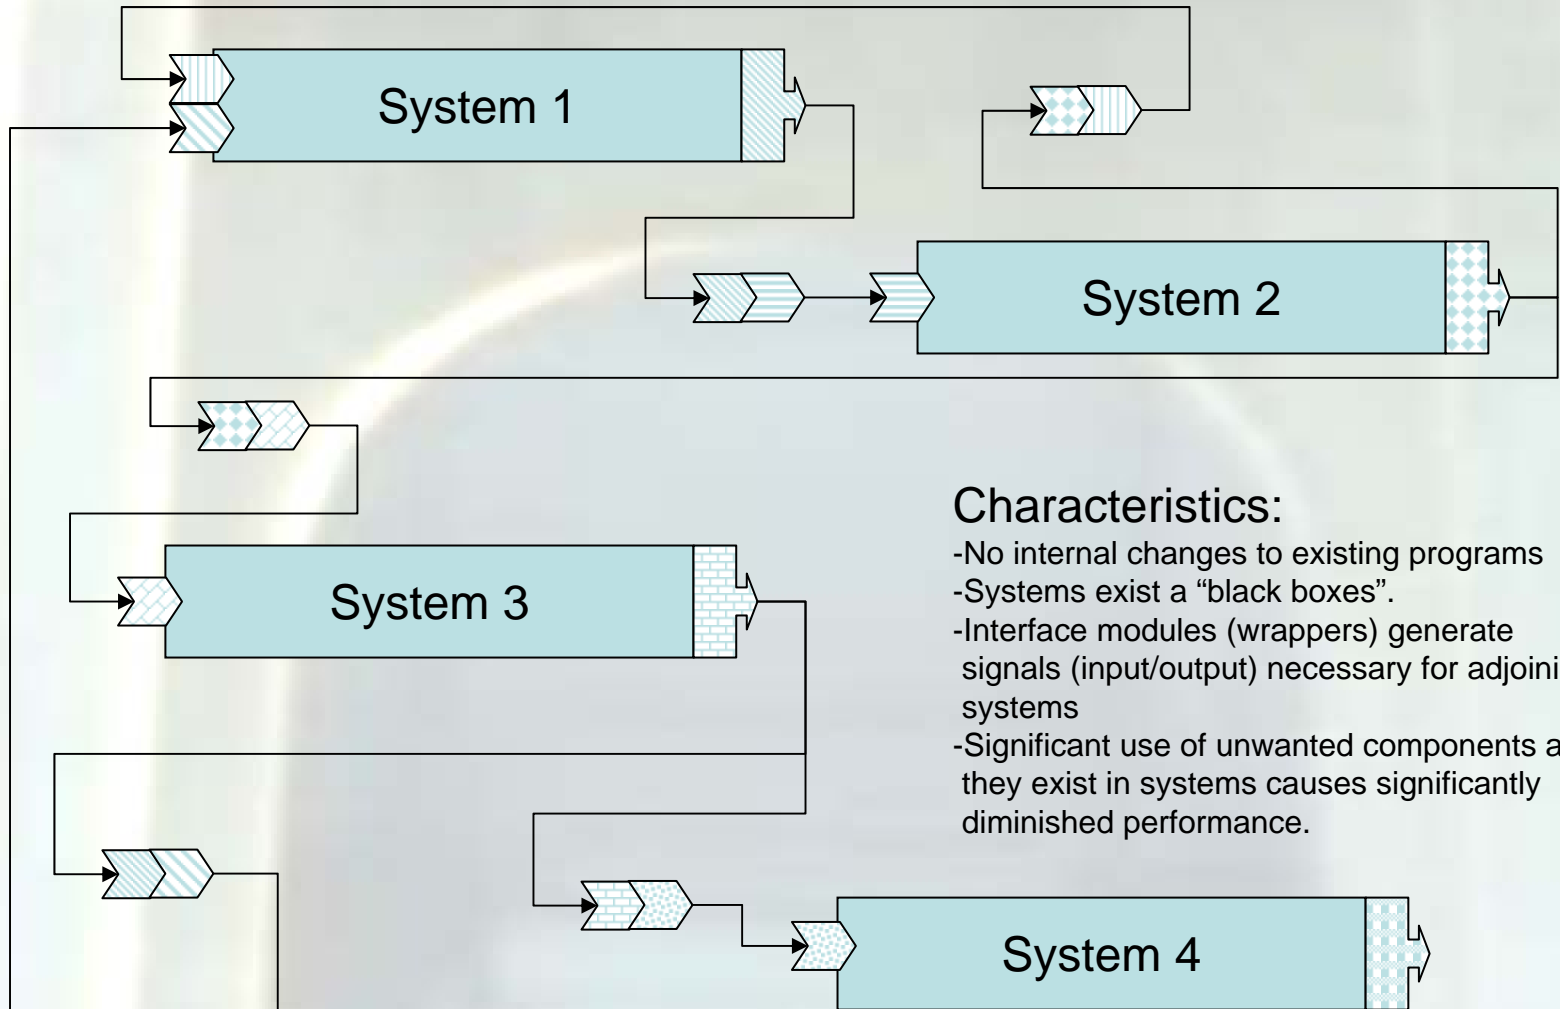 System 1
System 2
System 3
Characteristics:
-No internal changes to existing programs
-Systems exist a “black boxes”.
-Interface modules (wrappers) generate
signals (input/output) necessary for adjoini
systems
-Significant use of unwanted components a
they exist in systems causes significantly
diminished performance.
System 4